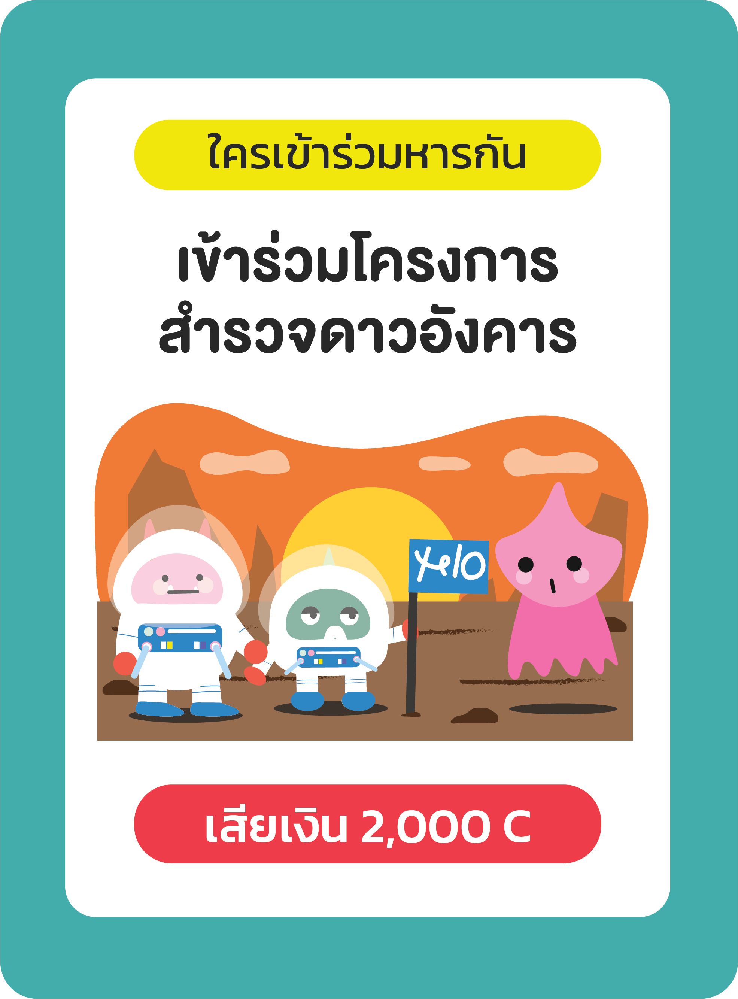 ใครเข้าร่วมหารกัน
เข้าร่วมโครงการ
สำรวจดาวอังคาร
Yelo
เสียเงิน 2,000 C